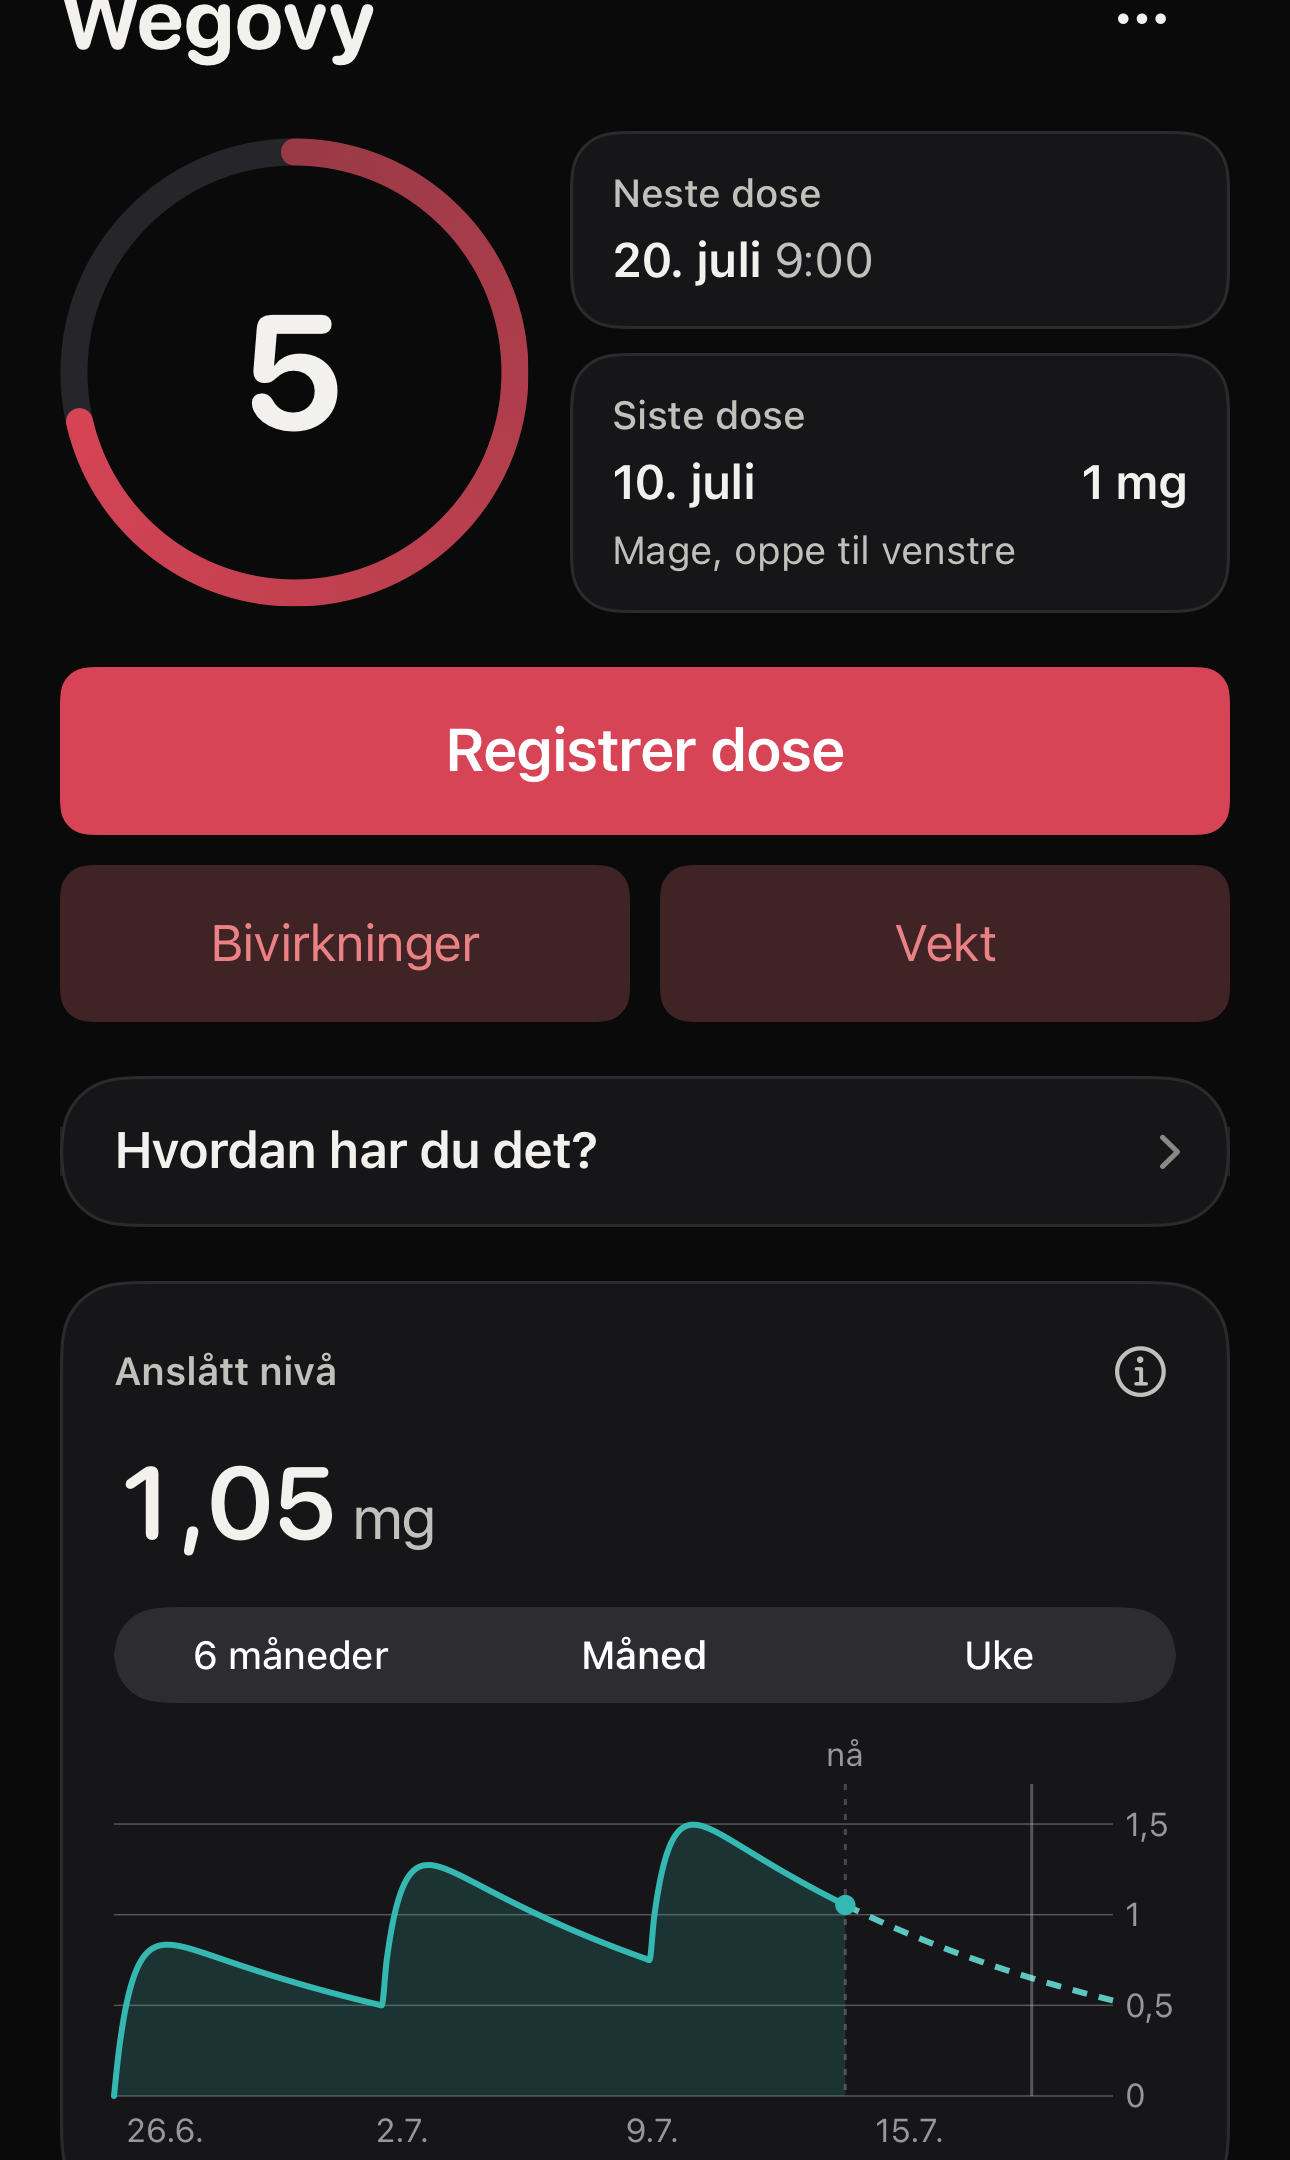 Wegovy
5
Neste dose
20. juli 9:00
Siste dose
10. juli 1 mg
Mage, oppe til venstre
Registrer dose
Bivirkninger
Vekt
Hvordan har du det?
Anslått nivå
1,05 mg
6 måneder Måned Uke
nå
1,5
1
0,5
0
26.6. 2.7. 9.7. 15.7.